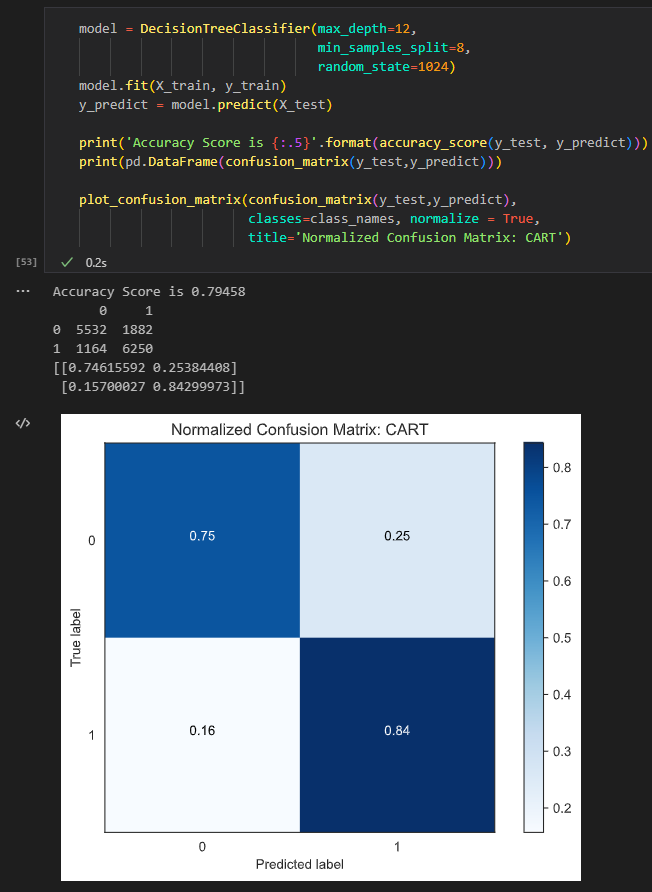 model = DecisionTreeClassifier(max_depth=12,
min_samples_split=8,
random_state=1024)
model.fit(X_train, y_train)
y_predict = model.predict(X_test)
print('Accuracy Score is {:.5}'.format(accuracy_score(y_test, y_predict)))
print(pd.DataFrame(confusion_matrix(y_test,y_predict)))
plot_confusion_matrix(confusion_matrix(y_test,y_predict),
classes=class_names, normalize = True,
title='Normalized Confusion Matrix: CART')
[53] ✓ 0.2s
... Accuracy Score is 0.79458
0 1
0 5532 1882
1 1164 6250
[[0.74615592 0.25384408]
[0.15700027 0.84299973]]
</>
Normalized Confusion Matrix: CART
0.8
0.7
0 0.75 0.25
0.6
True label
0.5
0.4
1 0.16 0.84
0.3
0.2
0 1
Predicted label